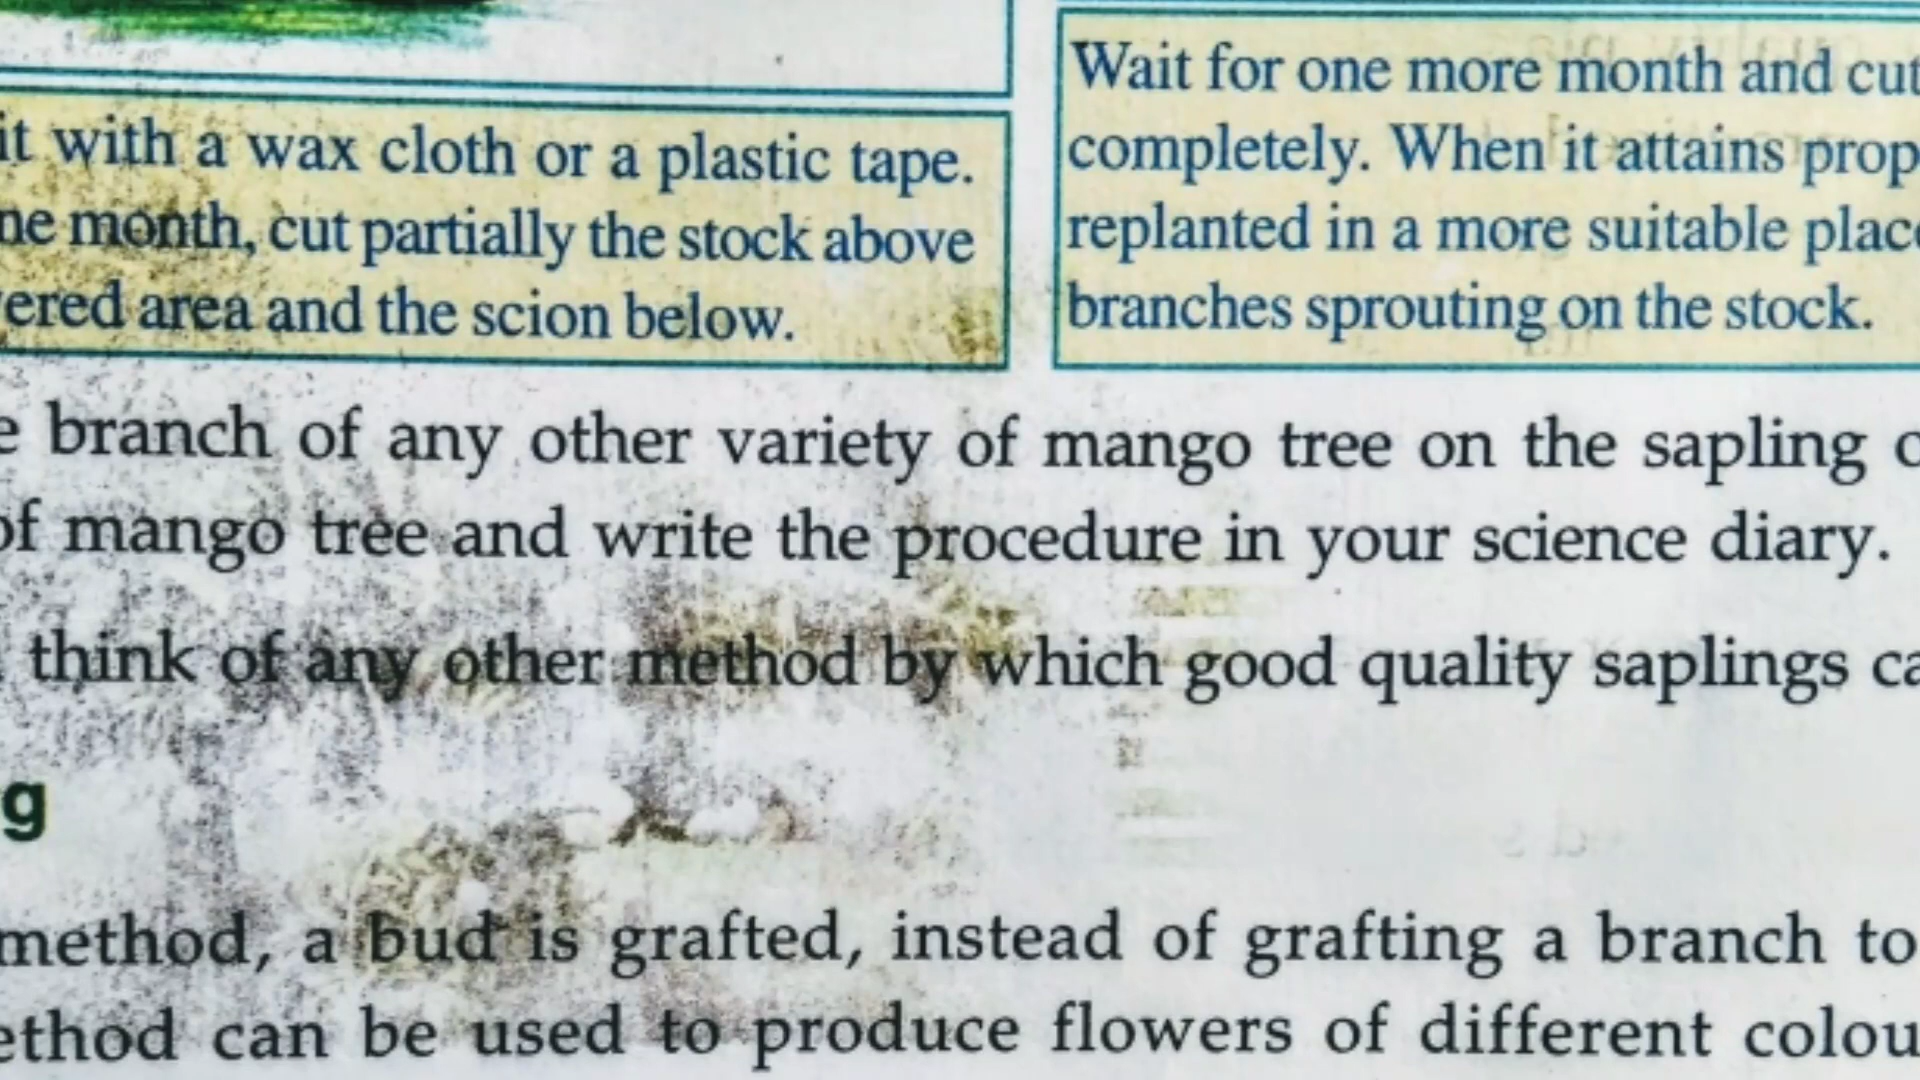 it with a wax cloth or a plastic tape.
ne month, cut partially the stock above
ered area and the scion below.
Wait for one more month and cut
completely. When it attains prop
replanted in a more suitable place
branches sprouting on the stock.
e branch of any other variety of mango tree on the sapling o
of mango tree and write the procedure in your science diary.
think of any other method by which good quality saplings ca
g
method, a bud is grafted, instead of grafting a branch to
ethod can be used to produce flowers of different colou